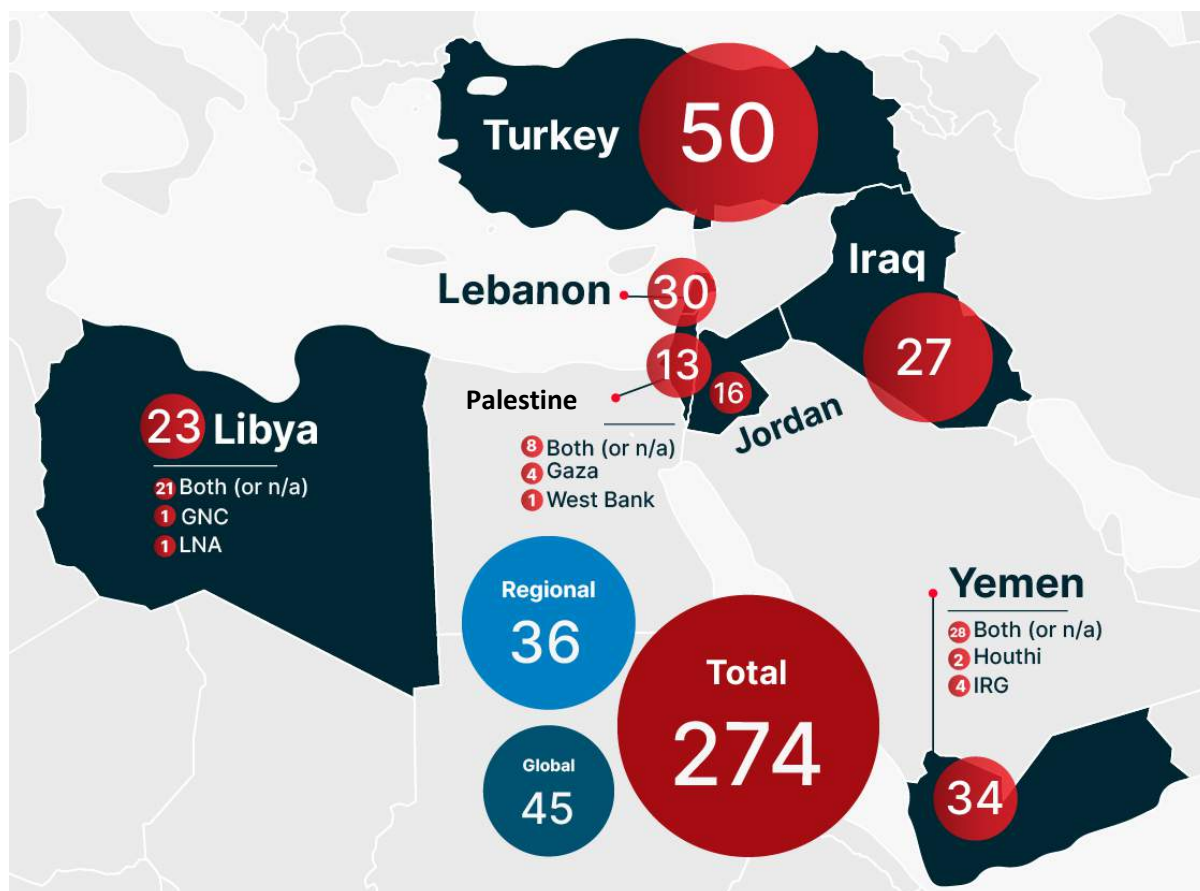 Turkey
50
Iraq
27
Lebanon
30
13
Palestine
8 Both (or n/a)
4 Gaza
1 West Bank
16
Jordan
23 Libya
21 Both (or n/a)
1 GNC
1 LNA
Regional
36
Global
45
Total
274
Yemen
28 Both (or n/a)
2 Houthi
4 IRG
34